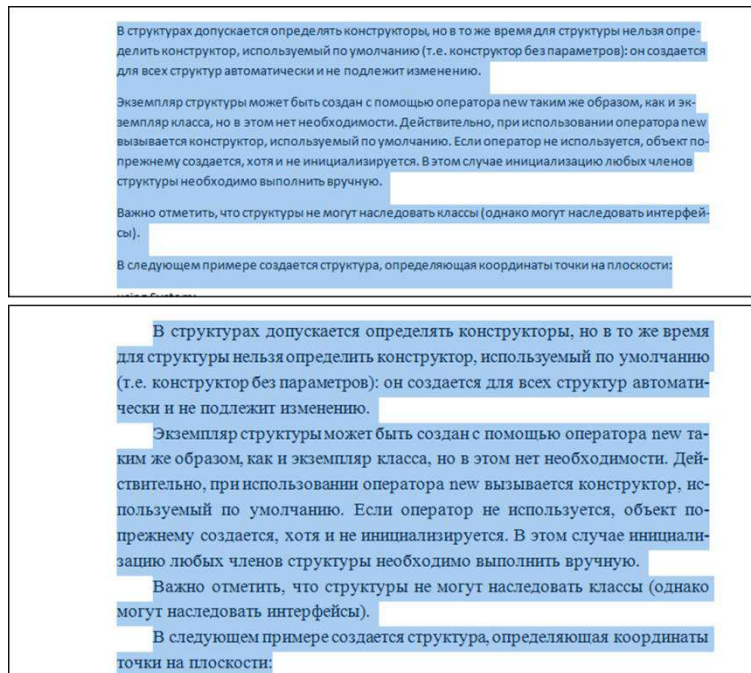 В структурах допускается определять конструкторы, но в то же время для структуры нельзя опре-
делить конструктор, используемый по умолчанию (т.е. конструктор без параметров): он создается
для всех структур автоматически и не подлежит изменению.
Экземпляр структуры может быть создан с помощью оператора new таким же образом, как и эк-
земпляр класса, но в этом нет необходимости. Действительно, при использовании оператора new
вызывается конструктор, используемый по умолчанию. Если оператор не используется, объект по-
прежнему создается, хотя и не инициализируется. В этом случае инициализацию любых членов
структуры необходимо выполнить вручную.
Важно отметить, что структуры не могут наследовать классы (однако могут наследовать интерфей-
сы).
В следующем примере создается структура, определяющая координаты точки на плоскости:
В структурах допускается определять конструкторы, но в то же время
для структуры нельзя определить конструктор, используемый по умолчанию
(т.е. конструктор без параметров): он создается для всех структур автомати-
чески и не подлежит изменению.
Экземпляр структуры может быть создан с помощью оператора new та-
ким же образом, как и экземпляр класса, но в этом нет необходимости. Дей-
ствительно, при использовании оператора new вызывается конструктор, ис-
пользуемый по умолчанию. Если оператор не используется, объект по-
прежнему создается, хотя и не инициализируется. В этом случае инициали-
зацию любых членов структуры необходимо выполнить вручную.
Важно отметить, что структуры не могут наследовать классы (однако
могут наследовать интерфейсы).
В следующем примере создается структура, определяющая координаты
точки на плоскости: